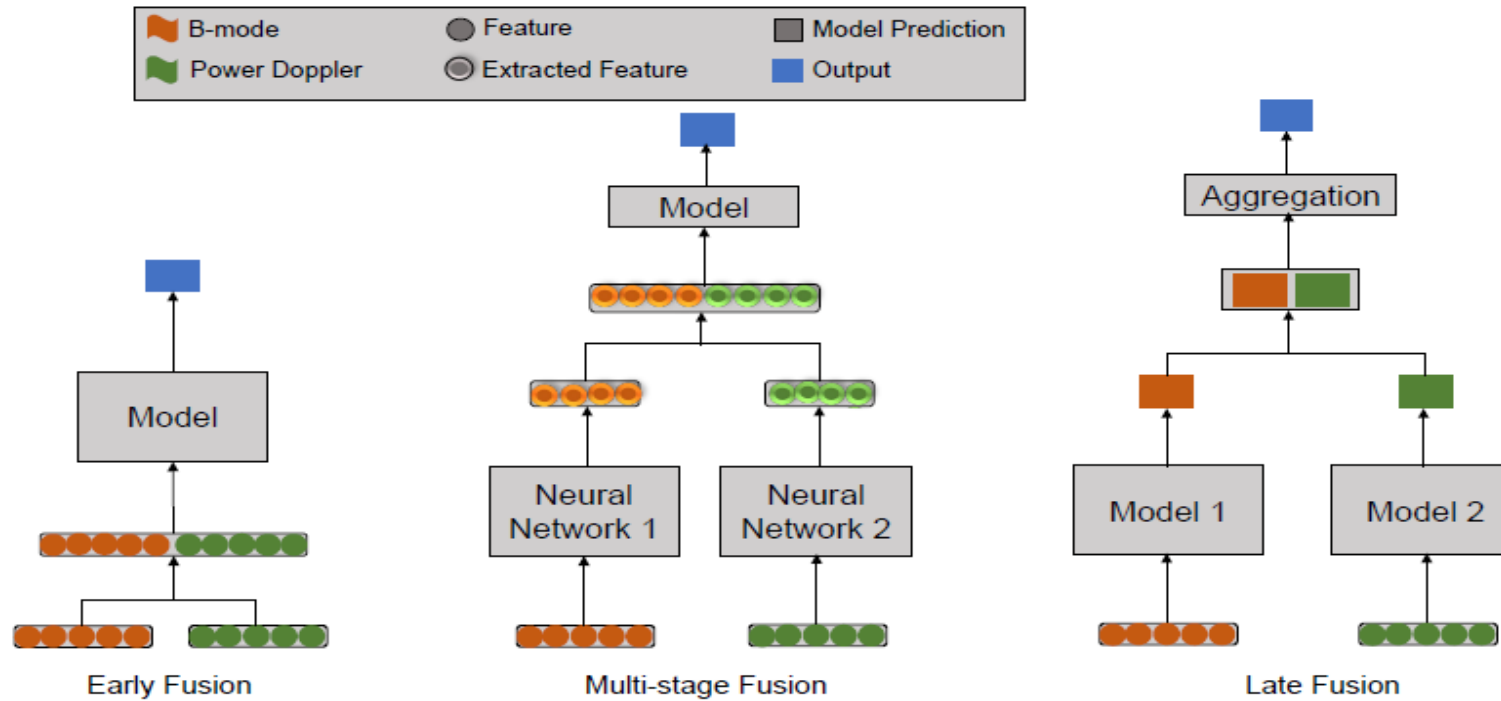 B-mode Feature Model Prediction
Power Doppler Extracted Feature Output
Model
Neural
Network 1
Neural
Network 2
Model
Aggregation
Model 1
Model 2
Early Fusion
Multi-stage Fusion
Late Fusion